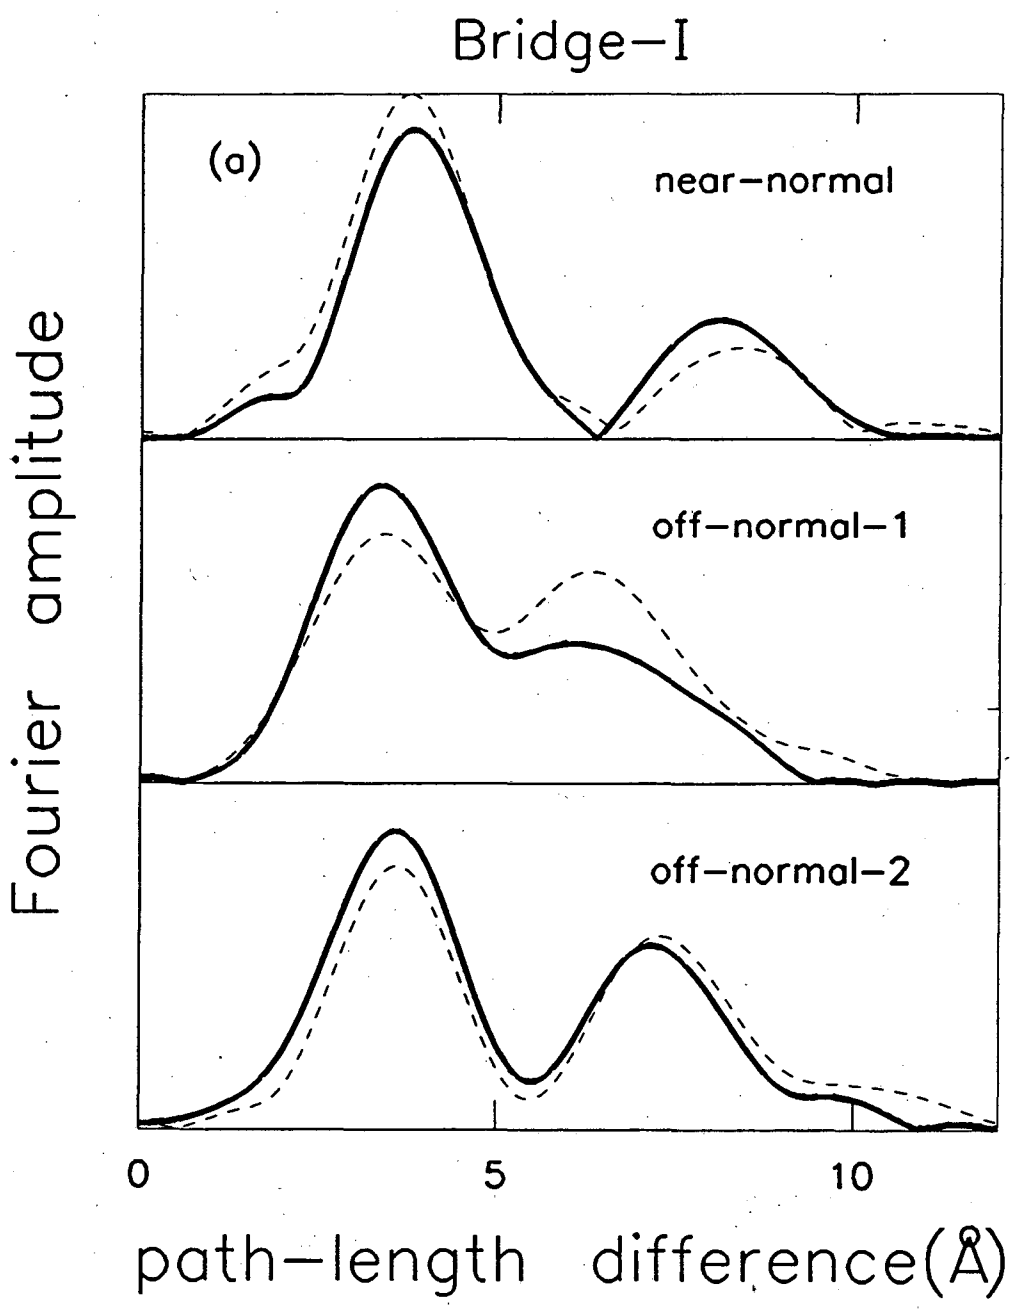 Bridge-I
(a)
near-normal
off-normal-1
off-normal-2
Fourier amplitude
0 5 10
path-length difference(Å)